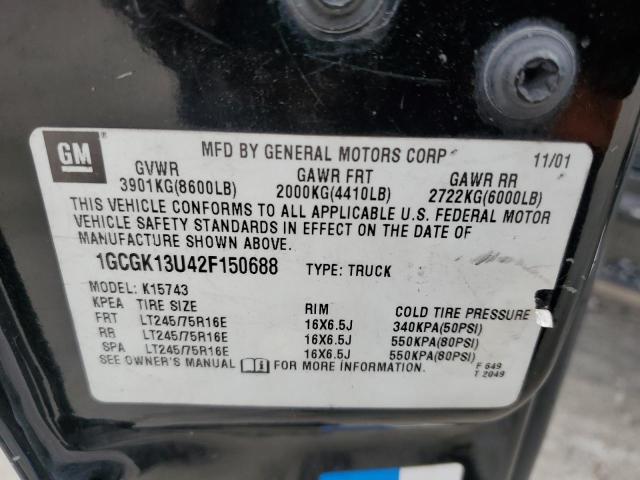 GM
MFD BY GENERAL MOTORS CORP
11/01
GVWR GAWR FRT GAWR RR
3901KG(8600LB) 2000KG(4410LB) 2722KG(6000LB)
THIS VEHICLE CONFORMS TO ALL APPLICABLE U.S. FEDERAL MOTOR
VEHICLE SAFETY STANDARDS IN EFFECT ON THE DATE OF
MANUFACTURE SHOWN ABOVE.
1GCGK13U42F150688 TYPE: TRUCK
MODEL: K15743
KPEA TIRE SIZE RIM COLD TIRE PRESSURE
FRT LT245/75R16E 16X6.5J 340KPA(50PSI)
RR LT245/75R16E 16X6.5J 550KPA(80PSI)
SPA LT245/75R16E 16X6.5J 550KPA(80PSI)
SEE OWNER'S MANUAL FOR MORE INFORMATION.
F 649
T 2049